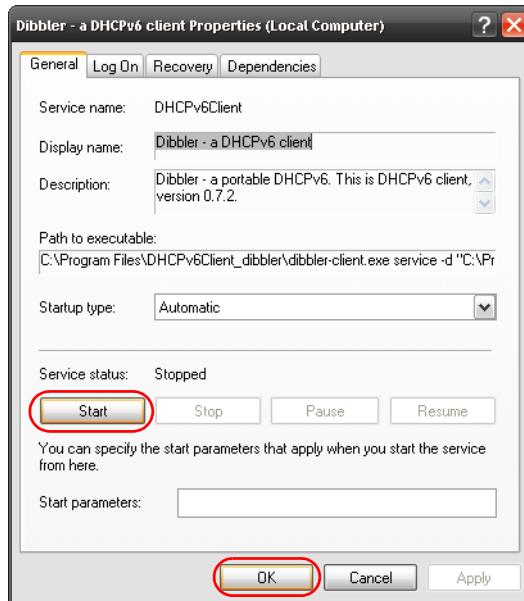 Dibbler - a DHCPv6 client Properties (Local Computer)
General Log On Recovery Dependencies
Service name: DHCPv6Client
Display name: Dibbler - a DHCPv6 client
Description: Dibbler - a portable DHCPv6. This is DHCPv6 client,
version 0.7.2.
Path to executable:
C:\Program Files\DHCPv6Client_dibbler\dibbler-client.exe service -d "C:\Pr
Startup type: Automatic
Service status: Stopped
Start Stop Pause Resume
You can specify the start parameters that apply when you start the service
from here.
Start parameters:
OK Cancel Apply